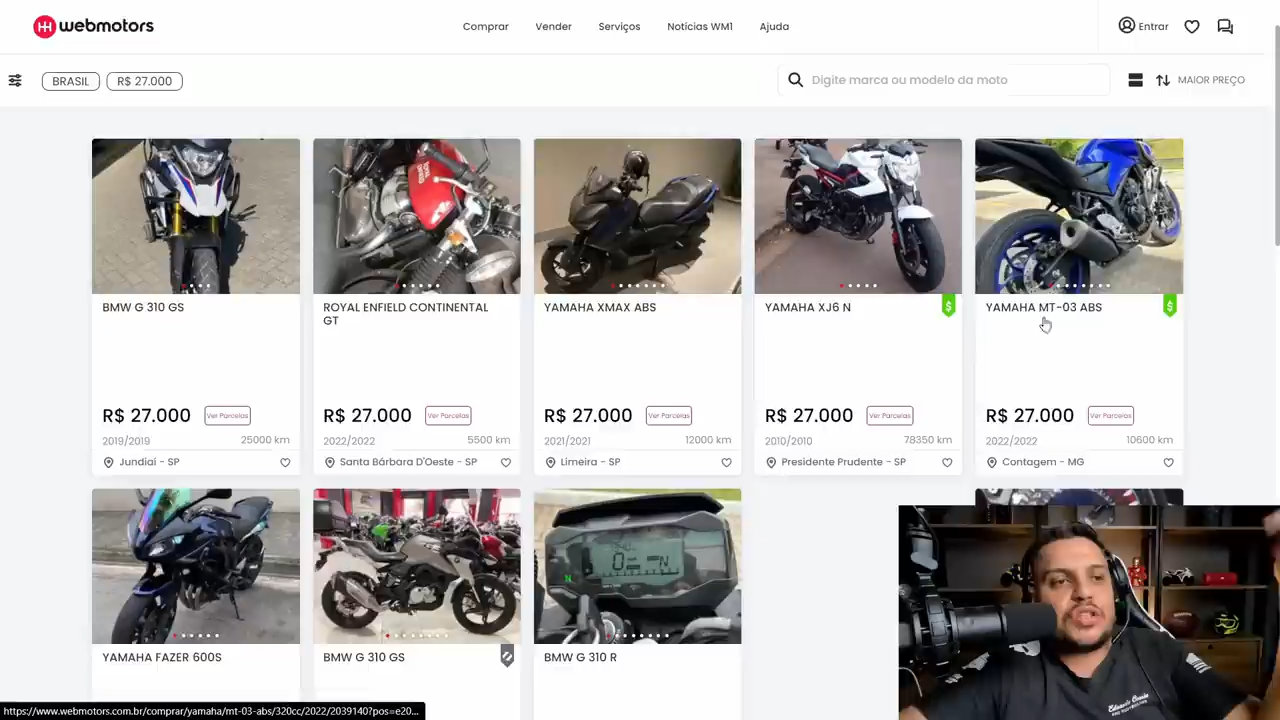 webmotors
Comprar
Vender
Serviços
Notícias WM1
Ajuda
Entrar
BRASIL
R$ 27.000
Digite marca ou modelo da moto
MAIOR PREÇO
BMW G 310 GS
R$ 27.000
Ver Parcelas
2019/2019
25000 km
Jundiaí - SP
ROYAL ENFIELD CONTINENTAL
GT
R$ 27.000
Ver Parcelas
2022/2022
5500 km
Santa Bárbara D'Oeste - SP
YAMAHA XMAX ABS
R$ 27.000
Ver Parcelas
2021/2021
12000 km
Limeira - SP
YAMAHA XJ6 N
$
R$ 27.000
Ver Parcelas
2010/2010
78350 km
Presidente Prudente - SP
YAMAHA MT-03 ABS
$
R$ 27.000
Ver Parcelas
2022/2022
10600 km
Contagem - MG
YAMAHA FAZER 600S
BMW G 310 GS
BMW G 310 R
https://www.webmotors.com.br/comprar/yamaha/mt-03-abs/320cc/2022/2039140?pos=e20...